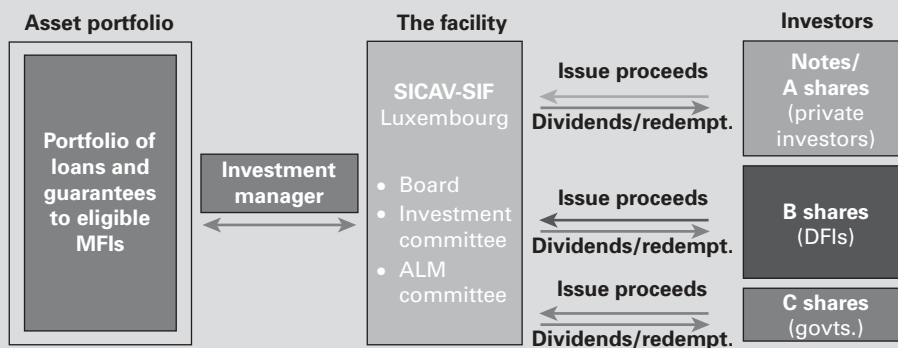 Asset portfolio
Portfolio of
loans and
guarantees
to eligible
MFIs
Investment
manager
The facility
SICAV-SIF
Luxembourg
• Board
• Investment
committee
• ALM
committee
Issue proceeds
Dividends/redempt.
Issue proceeds
Dividends/redempt.
Issue proceeds
Dividends/redempt.
Investors
Notes/
A shares
(private
investors)
B shares
(DFIs)
C shares
(govts.)